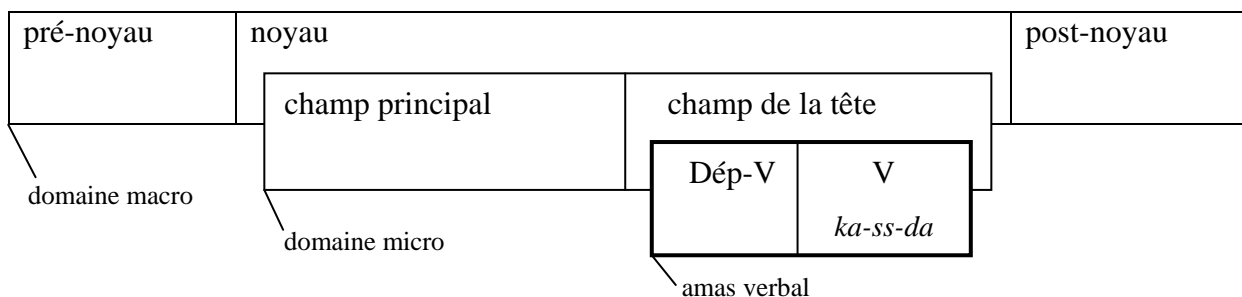 pré-noyau noyau post-noyau
champ principal champ de la tête
Dép-V V
domaine macro
ka-ss-da
domaine micro
amas verbal